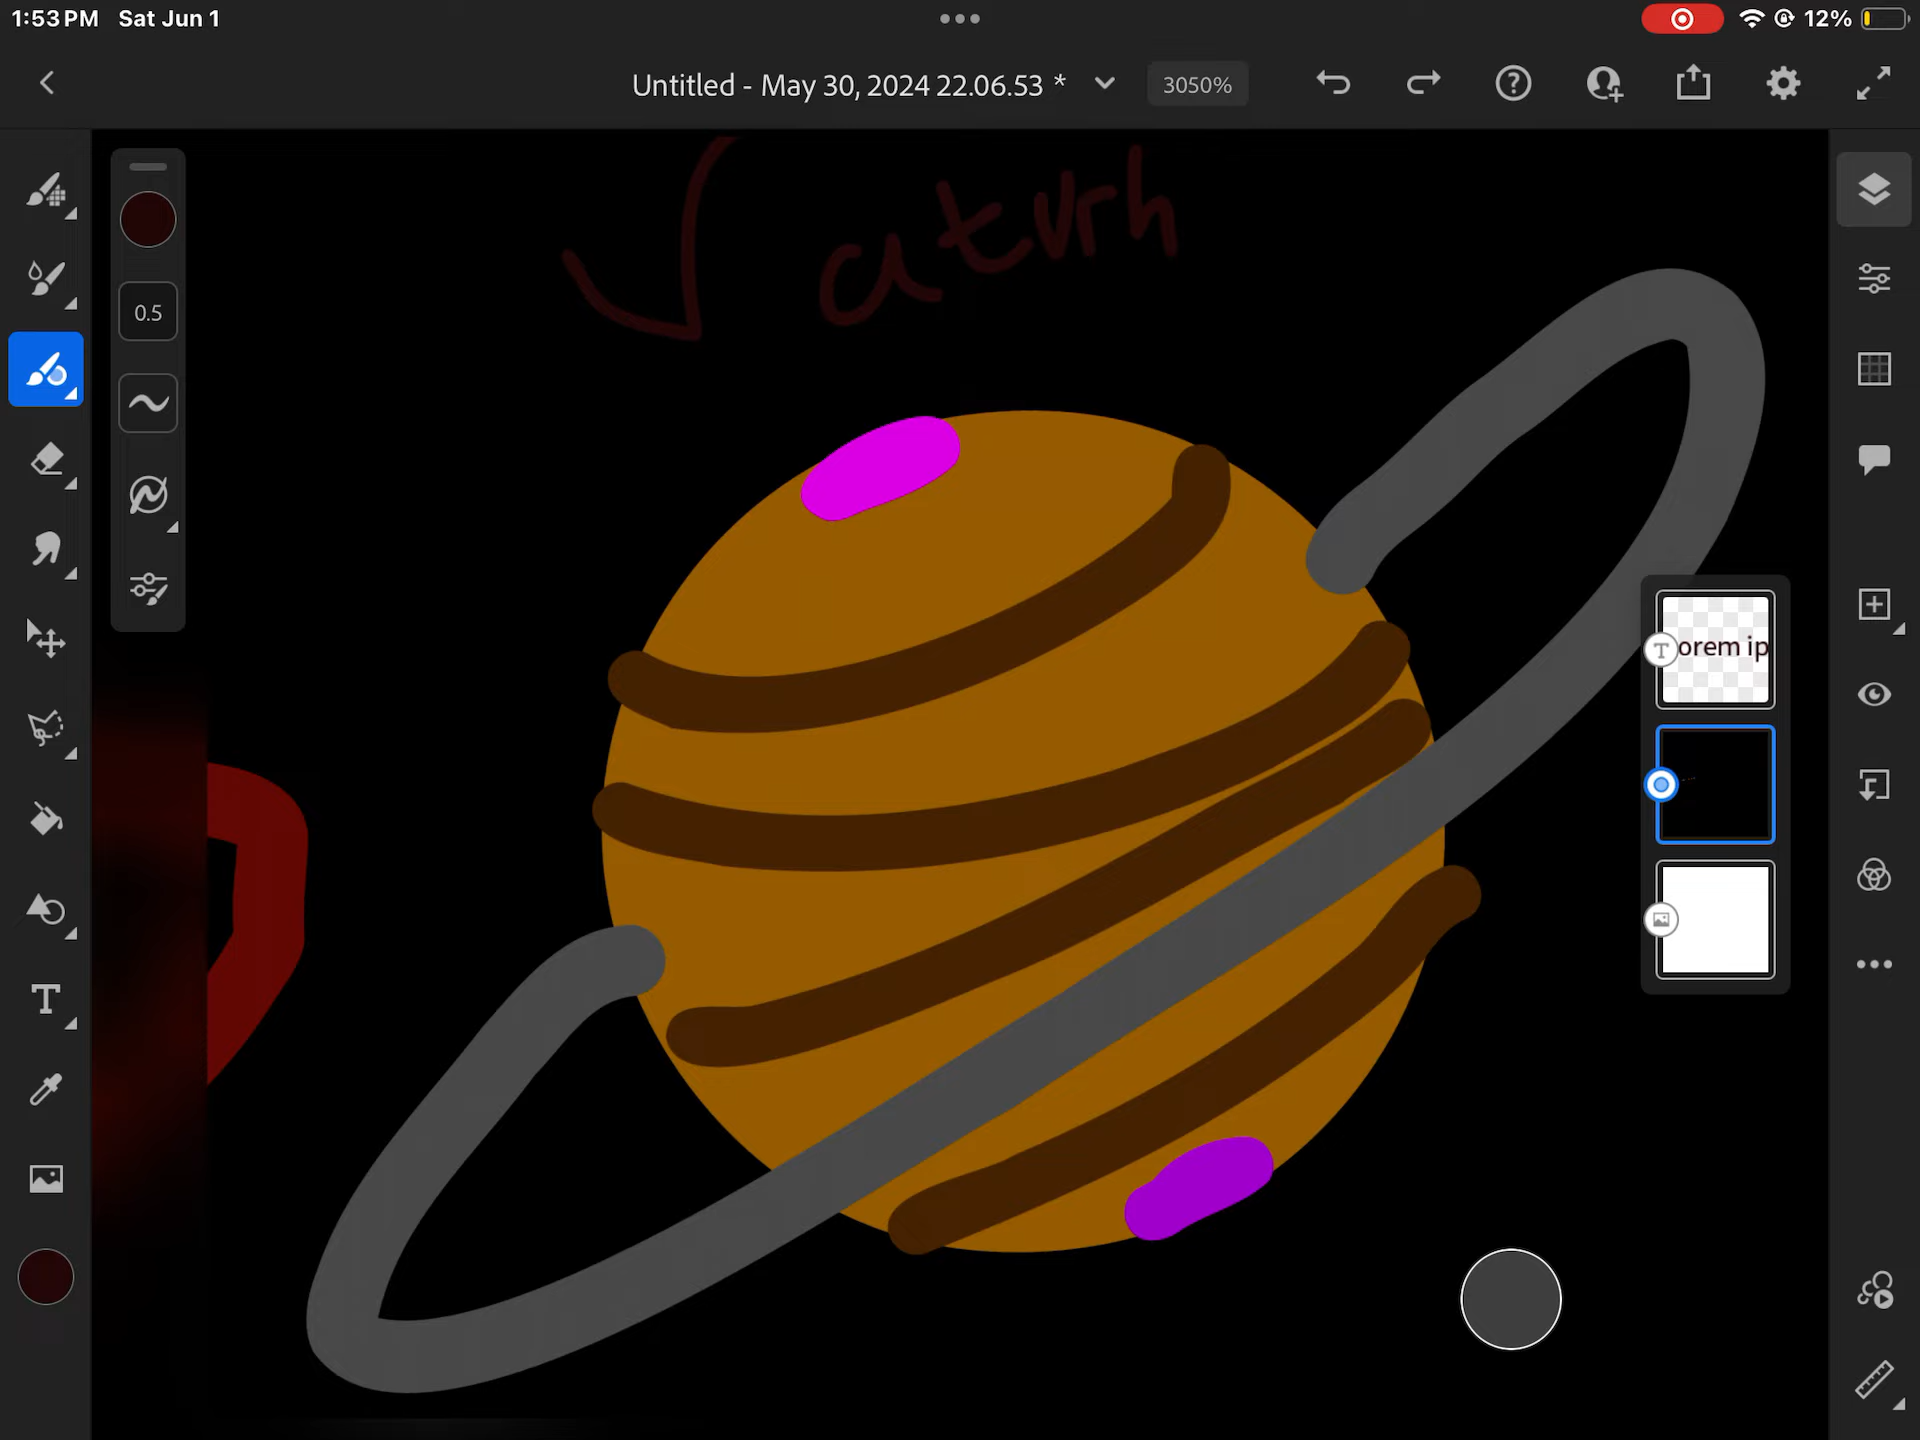 1:53 PM Sat Jun 1
12%
Untitled - May 30, 2024 22.06.53 *
3050%
0.5
aturh
orem ip
T
T